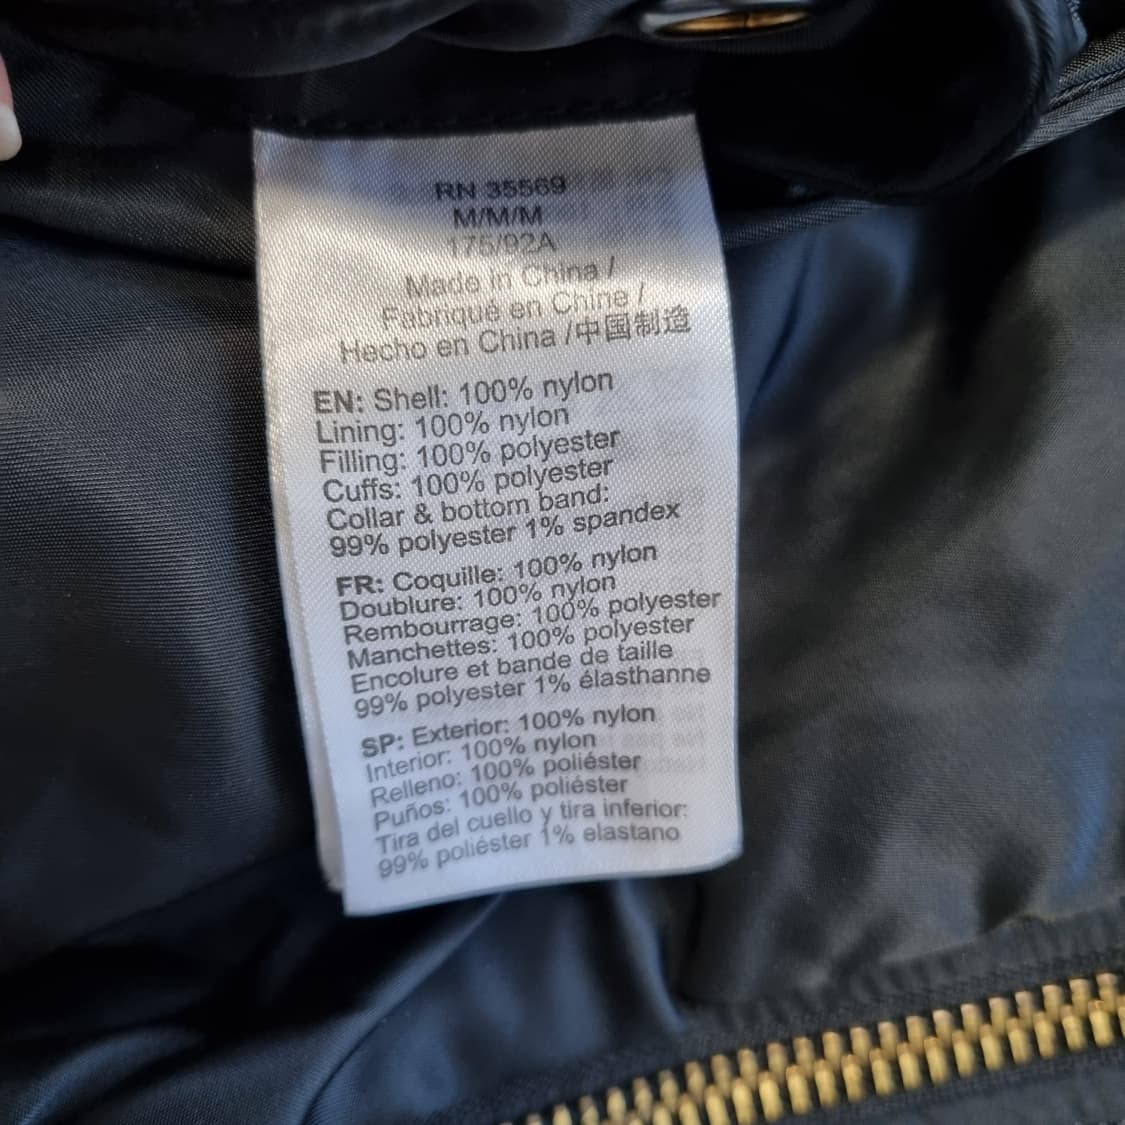 RN 35569
M/M/M
175/92A
Made in China /
Fabriqué en Chine /
Hecho en China /中国制造
EN: Shell: 100% nylon
Lining: 100% nylon
Filling: 100% polyester
Cuffs: 100% polyester
Collar & bottom band:
99% polyester 1% spandex
FR: Coquille: 100% nylon
Doublure: 100% nylon
Rembourrage: 100% polyester
Manchettes: 100% polyester
Encolure et bande de taille
99% polyester 1% élasthanne
SP: Exterior: 100% nylon
Interior: 100% nylon
Relleno: 100% poliéster
Puños: 100% poliéster
Tira del cuello y tira inferior:
99% poliéster 1% elastano